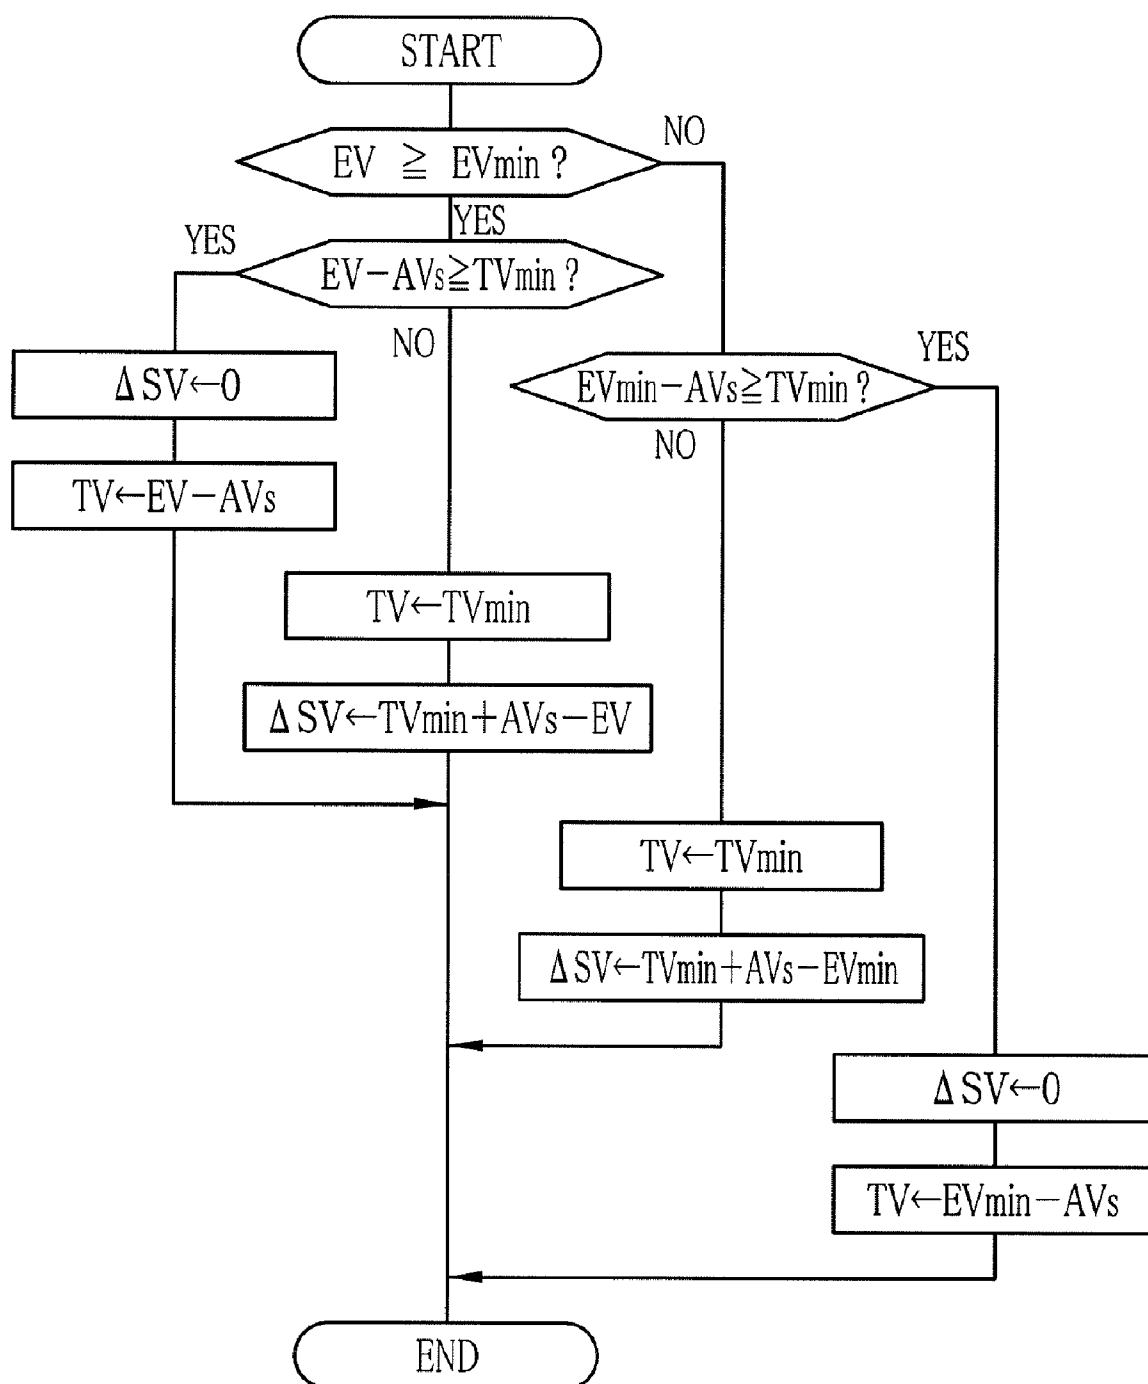 START
EV ≧ EVmin ?
NO
YES
YES
EV−AVs≧TVmin ?
NO
YES
ΔSV←0
EVmin−AVs≧TVmin ?
NO
TV←EV−AVs
TV←TVmin
ΔSV←TVmin+AVs−EV
TV←TVmin
ΔSV←TVmin+AVs−EVmin
ΔSV←0
TV←EVmin−AVs
END